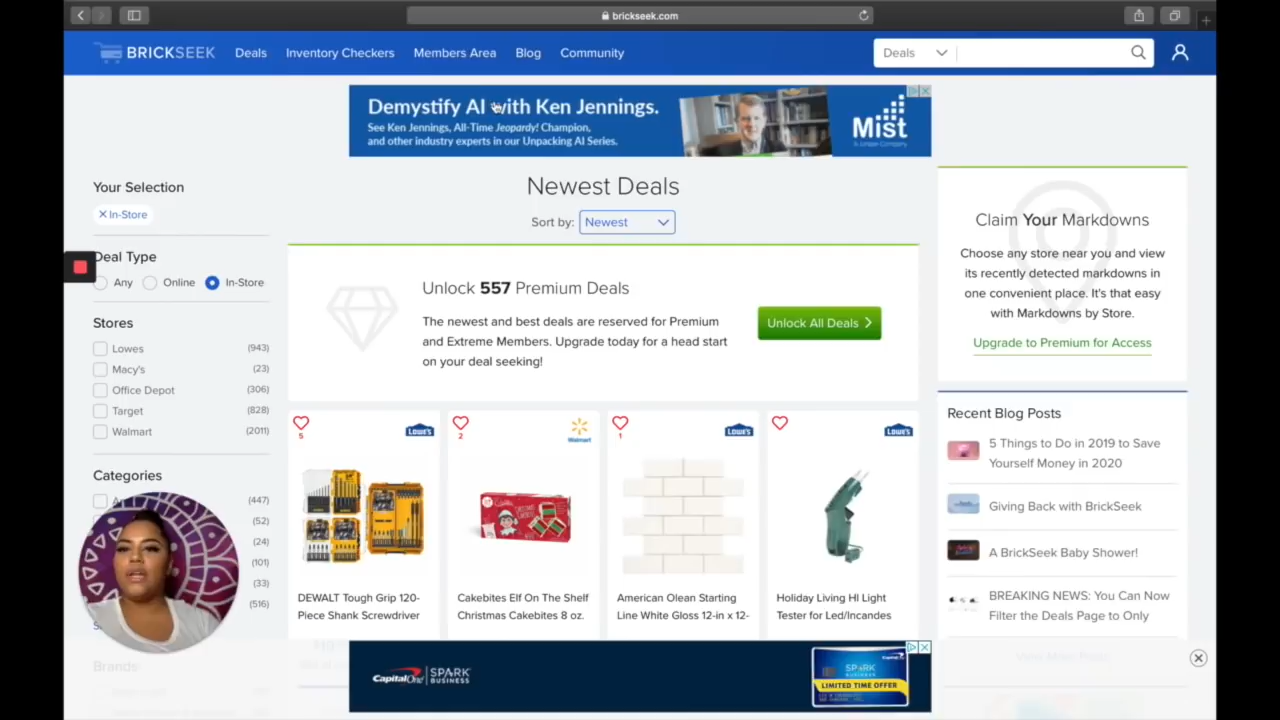 brickseek.com
BRICKSEEK
Deals
Inventory Checkers
Members Area
Blog
Community
Deals
Demystify AI with Ken Jennings.
See Ken Jennings, All-Time Jeopardy! Champion,
and other industry experts in our Unpacking AI Series.
Mist
Your Selection
In-Store
Deal Type
Any
Online
In-Store
Stores
Lowes (943)
Macy's (23)
Office Depot (306)
Target (828)
Walmart (2011)
Categories
(447)
(52)
(24)
(101)
(33)
(516)
Brands
Newest Deals
Sort by: Newest
Unlock 557 Premium Deals
The newest and best deals are reserved for Premium
and Extreme Members. Upgrade today for a head start
on your deal seeking!
Unlock All Deals
5
LOWE'S
2
Walmart
1
LOWE'S
LOWE'S
DEWALT Tough Grip 120-
Piece Shank Screwdriver
Cakebites Elf On The Shelf
Christmas Cakebites 8 oz.
American Olean Starting
Line White Gloss 12-in x 12-
Holiday Living HI Light
Tester for Led/Incandes
Claim Your Markdowns
Choose any store near you and view
its recently detected markdowns in
one convenient place. It's that easy
with Markdowns by Store.
Upgrade to Premium for Access
Recent Blog Posts
5 Things to Do in 2019 to Save
Yourself Money in 2020
Giving Back with BrickSeek
A BrickSeek Baby Shower!
BREAKING NEWS: You Can Now
Filter the Deals Page to Only
Capital One
SPARK
BUSINESS
SPARK
BUSINESS
LIMITED TIME OFFER